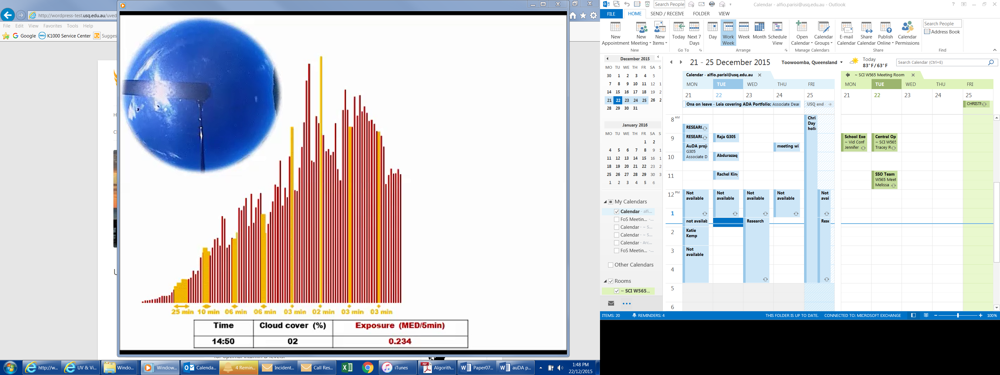 http://wordpress-test.usq.edu.au/uved
File Edit View Favorites Tools Help
Google K1000 Service Center Sugges
25 min 10 min 06 min 06 min 03 min 02 min 03 min 03 min
Time Cloud cover (%) Exposure (MED/5min)
14:50 02 0.234
for optimal vitamin D levels.
http://w... UV & Vi... Windo... Window... Calenda... 4 Remin... Incident... Call Res... iTunes Algorith... Paper07... auDA p...
1:48 PM
22/12/2015
Search People
Calendar - alfio.parisi@usq.edu.au - Outlook
FILE HOME SEND / RECEIVE FOLDER VIEW
New Appointment
New Meeting
New Items
Today
Next 7 Days
Day
Work Week
Week
Month
Schedule View
Open Calendar
Calendar Groups
E-mail Calendar
Share Calendar
Publish Online
Calendar Permissions
Search People
Address Book
New Go To Arrange Manage Calendars Share Find
December 2015
MO TU WE TH FR SA S
30 1 2 3 4 5
7 8 9 10 11 12 1
14 15 16 17 18 19 2
21 22 23 24 25 26 2
28 29 30 31
January 2016
MO TU WE TH FR SA S
1 2
4 5 6 7 8 9 1
11 12 13 14 15 16 1
18 19 20 21 22 23 2
25 26 27 28 29 30 3
1 2 3 4 5 6
My Calendars
Calendar - alfi...
FoS Meetin... -...
Calendar - ~ S...
Calendar - ~ S...
Calendar - Arc...
FoS Meetin... -...
Other Calendars
Rooms
~ SCI W565...
21 - 25 December 2015
Toowoomba, Queensland
Today
83°F/63°F
Search Calendar (Ctrl+E)
Calendar - alfio.parisi@usq.edu.au
MON TUE WED THU FRI
21 22 23 24 25
Ona on leave - Leia covering ADA Portfolio; Associate Dear
USQ end
8 AM
9
10
11
12 PM
1
2
3
4
5
6
RESEARC
RESEARC
AuDA proj
G305
Associate D
Not available
not availab
Katie Kemp
Not available
Raja G305
Abdurazaq
Rachel Kin
Not available
Not available
Research
meeting wi
Not available
Chri
Day
holi
Not
avai
Rese
~ SCI W565 Meeting Room
MON TUE WED THU FRI
21 22 23 24 25
CHRISTM
School Exe
~ Vid Conf
Jennifer
Central Op
~ SCI W565
Tracey R
SSO Team
W565 Meet
Melissa
ITEMS: 20 REMINDERS: 4
THIS FOLDER IS UP TO DATE. CONNECTED TO: MICROSOFT EXCHANGE 100%